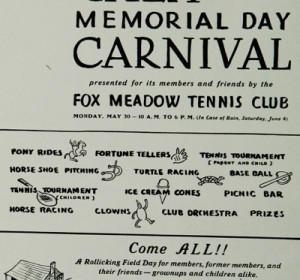 MEMORIAL DAY
CARNIVAL
presented for its members and friends by the
FOX MEADOW TENNIS CLUB
MONDAY, MAY 30 – 10 A.M. TO 6 P.M. (In Case of Rain, Saturday, June 4)
PONY RIDES FORTUNE TELLERS TENNIS TOURNAMENT
(PARENT AND CHILD)
HORSE SHOE PITCHING TURTLE RACING BASE BALL
TENNIS TOURNAMENT
(CHILDREN)
ICE CREAM CONES PICNIC BAR
HORSE RACING CLOWNS CLUB ORCHESTRA PRIZES
Come ALL!!
A Rollicking Field Day for members, former members, and
their friends — grownups and children alike.